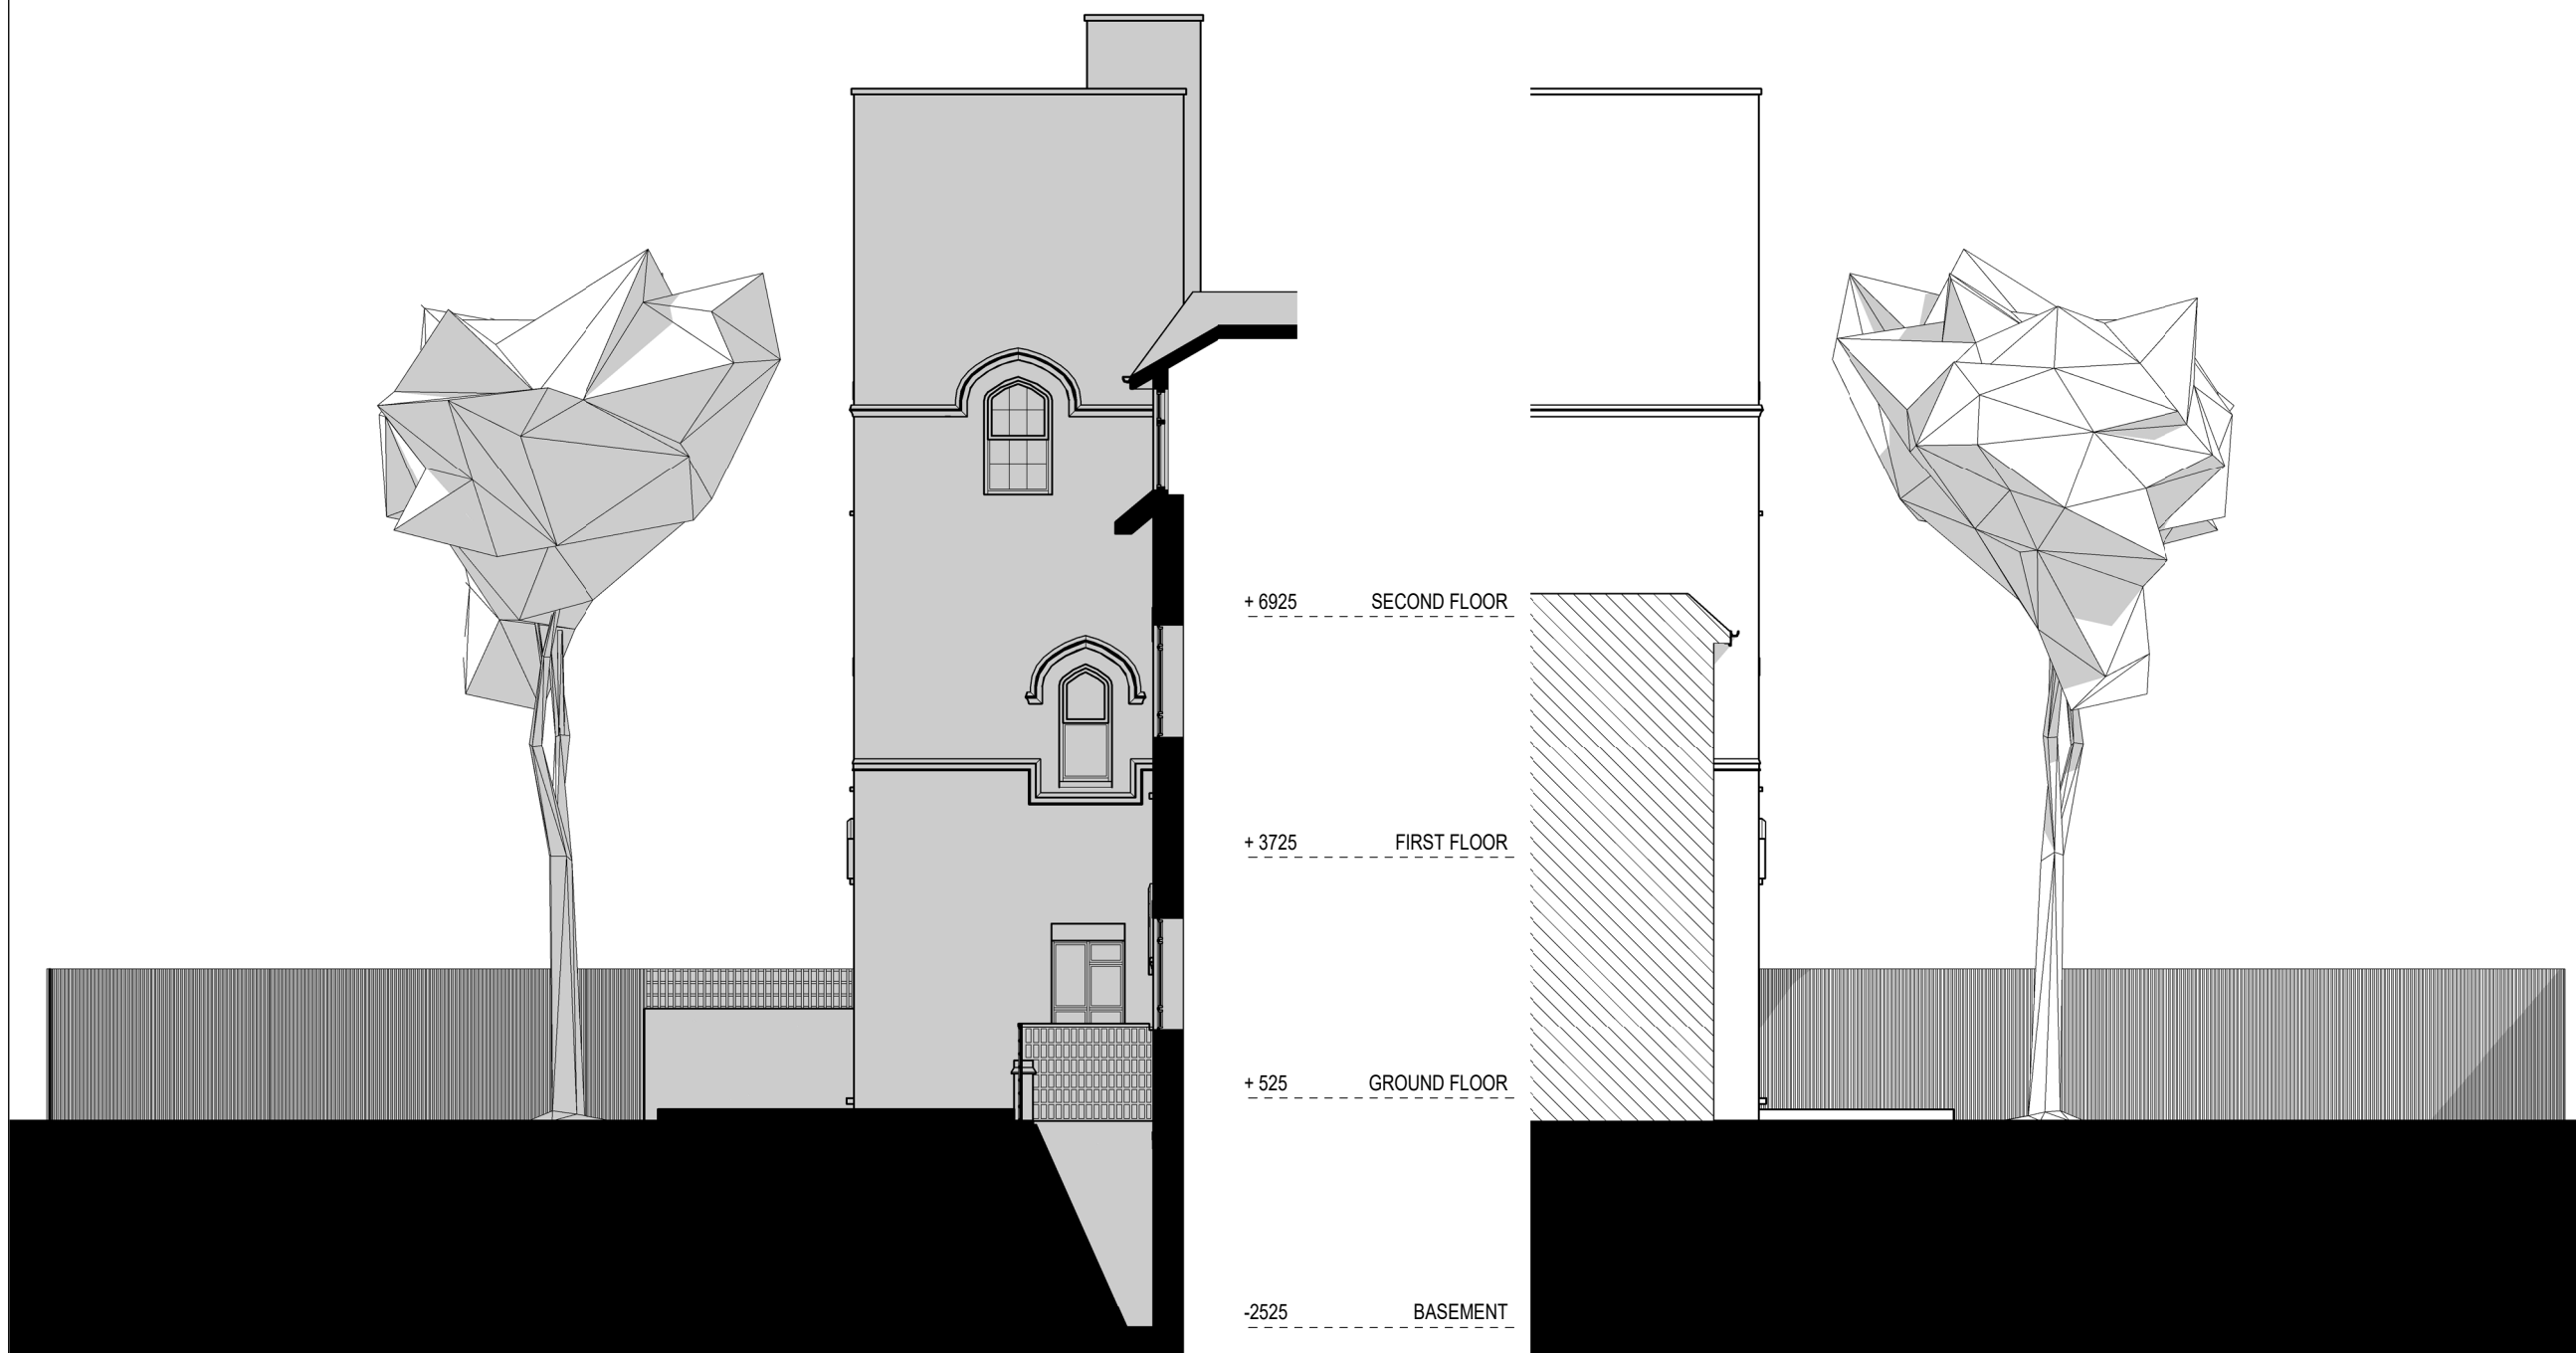 + 6925 SECOND FLOOR
+ 3725 FIRST FLOOR
+ 525 GROUND FLOOR
-2525 BASEMENT